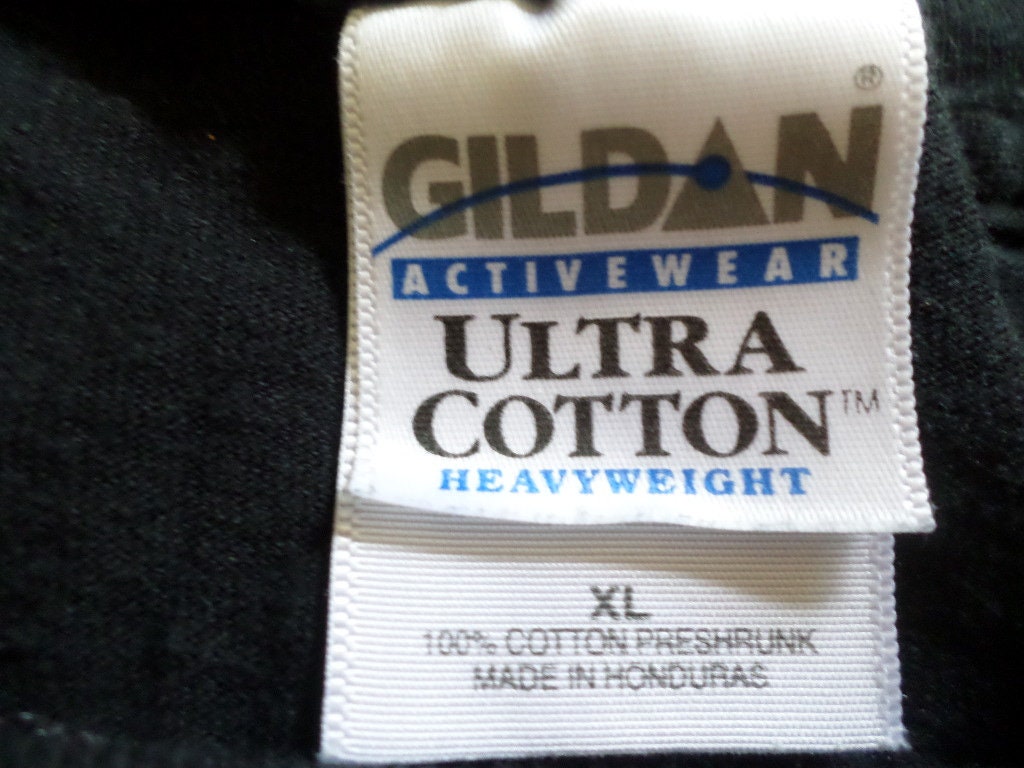 ®
GILDAN
ACTIVEWEAR
ULTRA
COTTON™
HEAVYWEIGHT
XL
100% COTTON PRESHRUNK
MADE IN HONDURAS